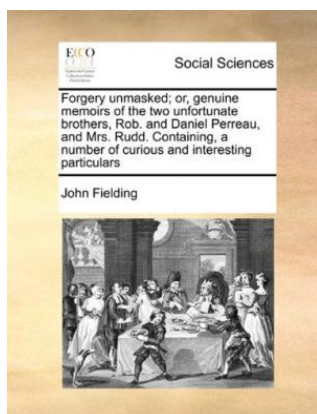 ECCO
Social Sciences
Forgery unmasked; or, genuine
memoirs of the two unfortunate
brothers, Rob. and Daniel Perreau,
and Mrs. Rudd. Containing, a
number of curious and interesting
particulars
John Fielding